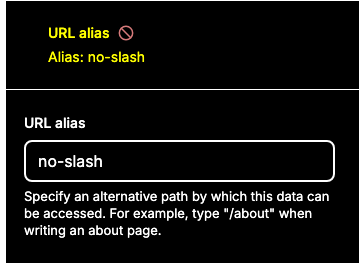 URL alias
Alias: no-slash
URL alias
no-slash
Specify an alternative path by which this data can
be accessed. For example, type "/about" when
writing an about page.